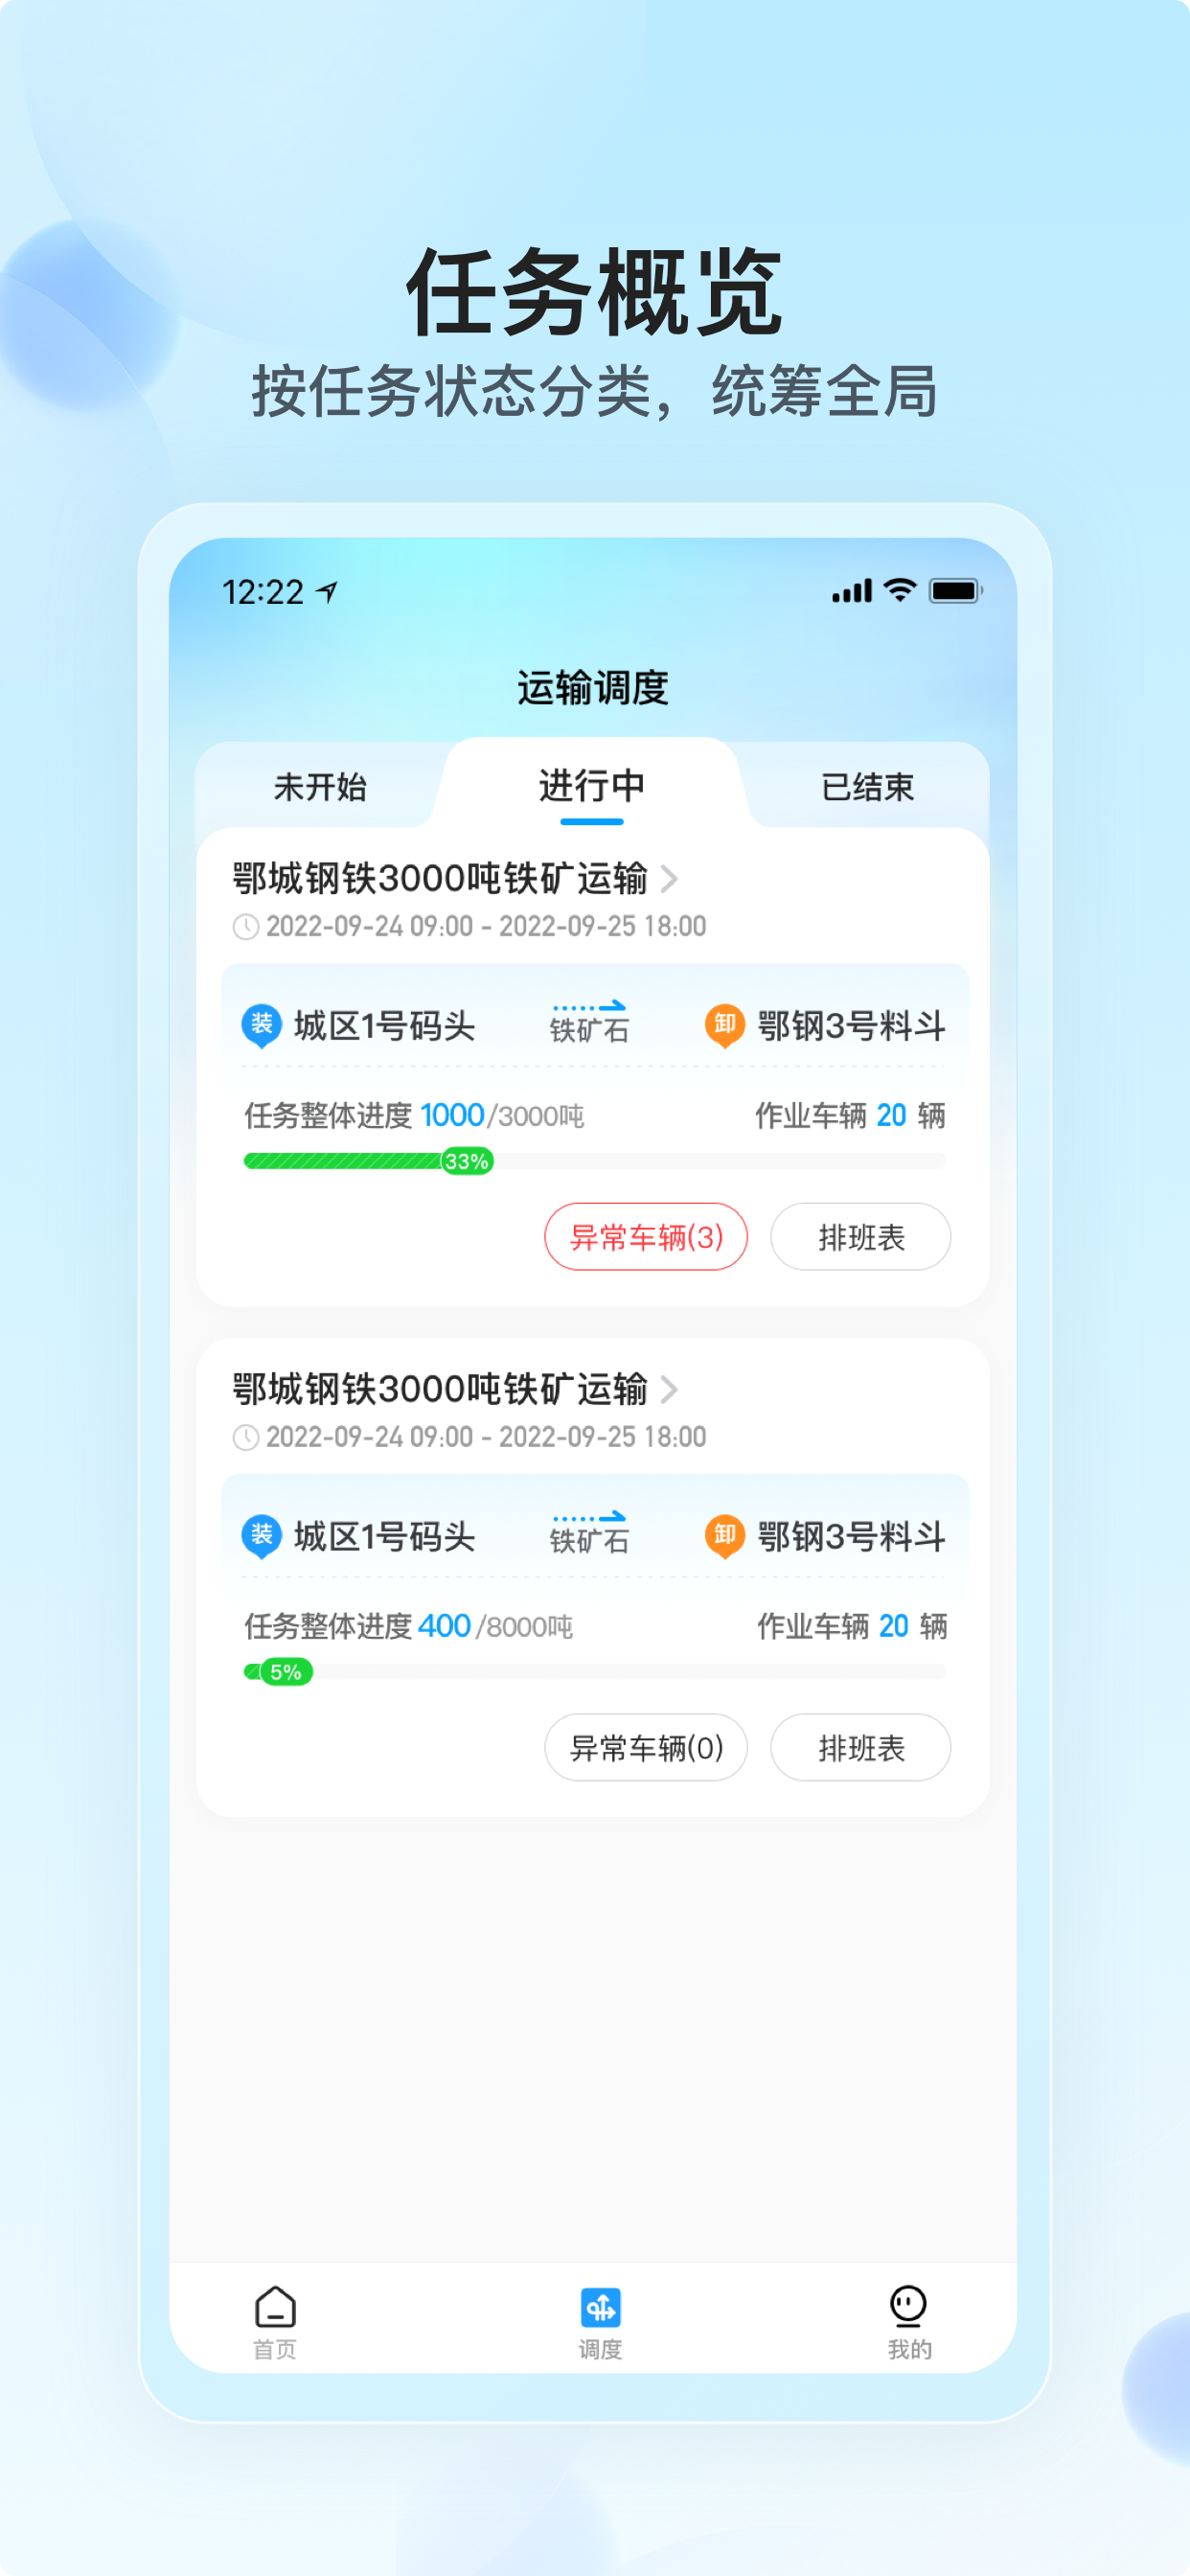 任务概览
按任务状态分类，统筹全局
12:22
运输调度
未开始 进行中 已结束
鄂城钢铁3000吨铁矿运输
2022-09-24 09:00 - 2022-09-25 18:00
装 城区1号码头 铁矿石 卸 鄂钢3号料斗
任务整体进度 1000/3000吨 作业车辆 20 辆
33%
异常车辆(3) 排班表
鄂城钢铁3000吨铁矿运输
2022-09-24 09:00 - 2022-09-25 18:00
装 城区1号码头 铁矿石 卸 鄂钢3号料斗
任务整体进度 400/8000吨 作业车辆 20 辆
5%
异常车辆(0) 排班表
首页 调度 我的